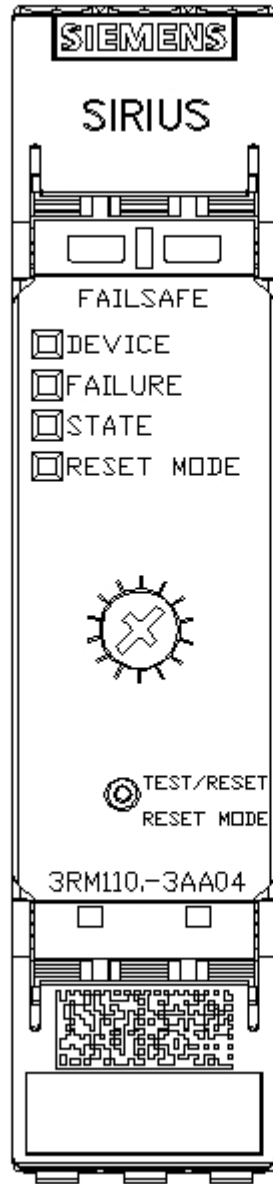 SIEMENS
SIRIUS
FAILSAFE
DEVICE
FAILURE
STATE
RESET MODE
TEST/RESET
RESET MODE
3RM110.-3AA04